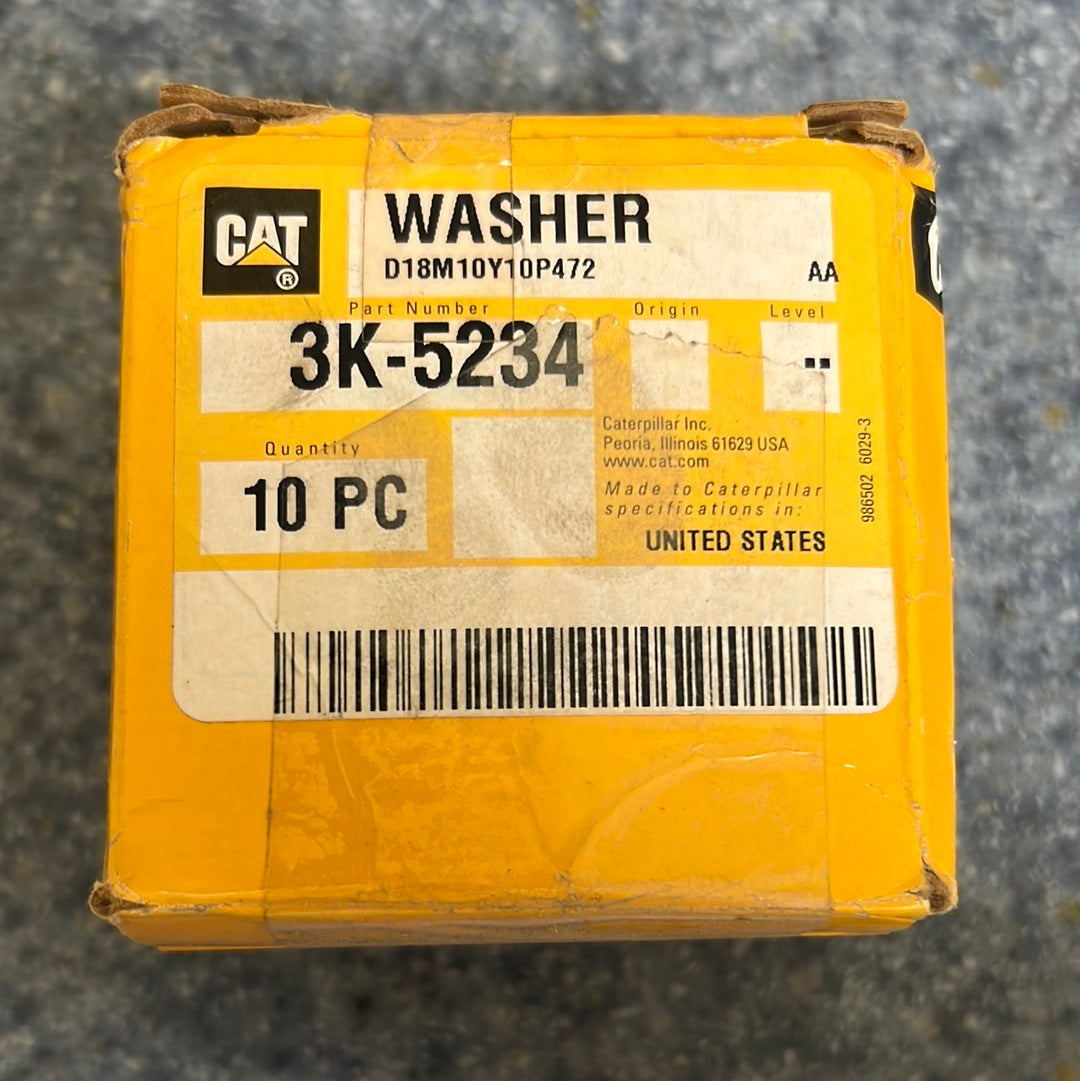 CAT ®
WASHER
D18M10Y10P472
AA
Part Number
Origin
Level
3K-5234
--
Quantity
10 PC
Caterpillar Inc.
Peoria, Illinois 61629 USA
www.cat.com
Made to Caterpillar
specifications in:
UNITED STATES
986502 6029-3